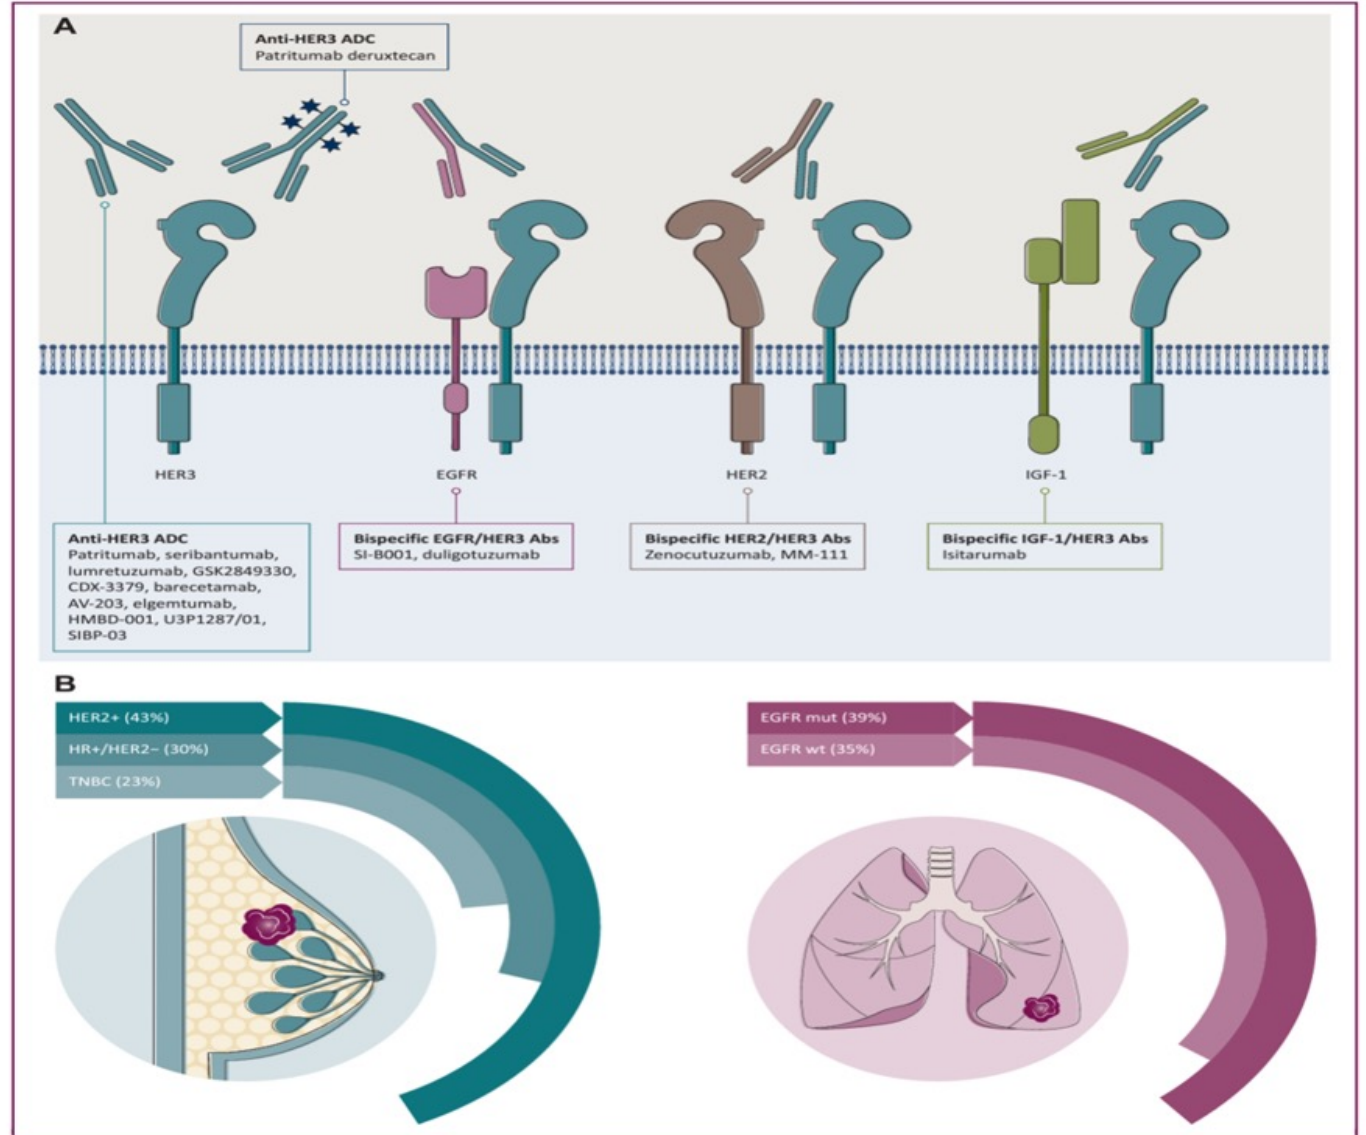 A
Anti-HER3 ADC
Patritumab deruxtecan
HER3
EGFR
HER2
IGF-1
Anti-HER3 ADC
Patritumab, seribantumab,
lumretuzumab, GSK2849330,
CDX-3379, barecetamab,
AV-203, elgemtumab,
HMBD-001, U3P1287/01,
SIBP-03
Bispecific EGFR/HER3 Abs
SI-B001, duligotuzumab
Bispecific HER2/HER3 Abs
Zenocutuzumab, MM-111
Bispecific IGF-1/HER3 Abs
Isitarumab
B
HER2+ (43%)
HR+/HER2− (30%)
TNBC (23%)
EGFR mut (39%)
EGFR wt (35%)